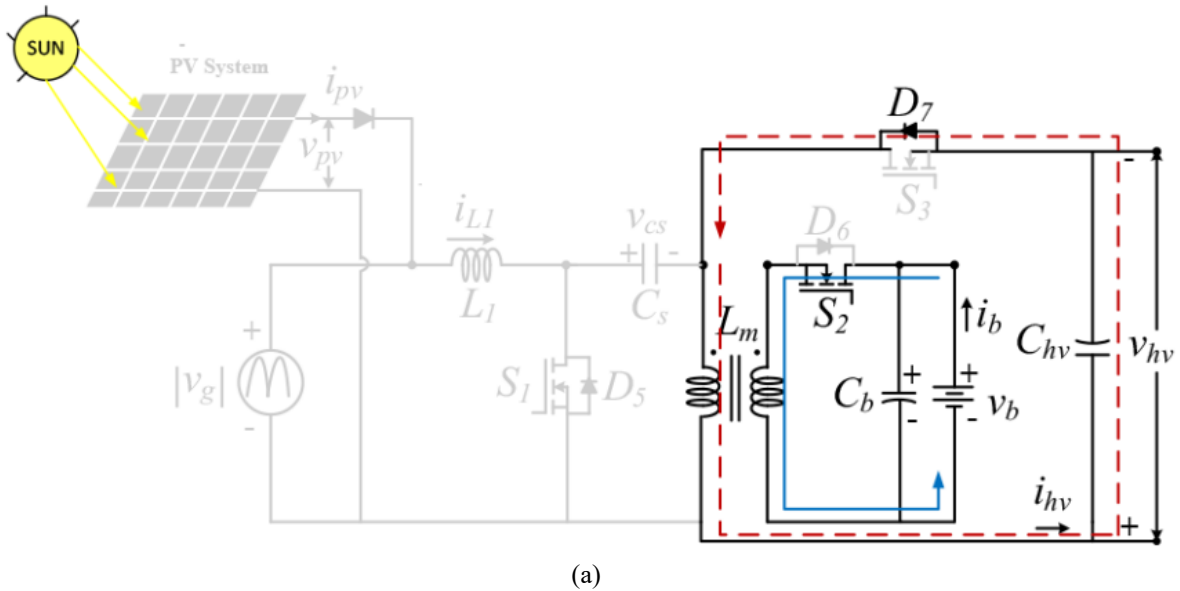 SUN
PV System
i_pv
v_pv
D_7
S_3
i_L1
v_cs
+ -
D_6
L_1
C_s
S_2
L_m
i_b
C_hv
v_hv
+
|v_g|
-
S_1
D_5
C_b
+
-
+
v_b
-
-
i_hv
+
(a)